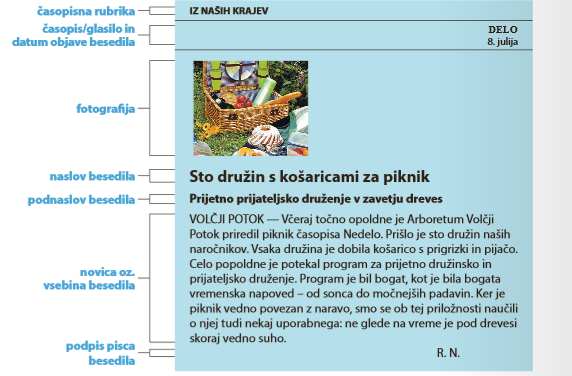 časopisna rubrika
IZ NAŠIH KRAJEV
časopis/glasilo in
datum objave besedila
DELO
8. julija
fotografija
naslov besedila
Sto družin s košaricami za piknik
podnaslov besedila
Prijetno prijateljsko druženje v zavetju dreves
novica oz.
vsebina besedila
VOLČJI POTOK — Včeraj točno opoldne je Arboretum Volčji
Potok priredil piknik časopisa Nedelo. Prišlo je sto družin naših
naročnikov. Vsaka družina je dobila košarico s prigrizki in pijačo.
Celo popoldne je potekal program za prijetno družinsko in
prijateljsko druženje. Program je bil bogat, kot je bila bogata
vremenska napoved – od sonca do močnejših padavin. Ker je
piknik vedno povezan z naravo, smo se ob tej priložnosti naučili
o njej tudi nekaj uporabnega: ne glede na vreme je pod drevesi
skoraj vedno suho.
podpis pisca
besedila
R. N.